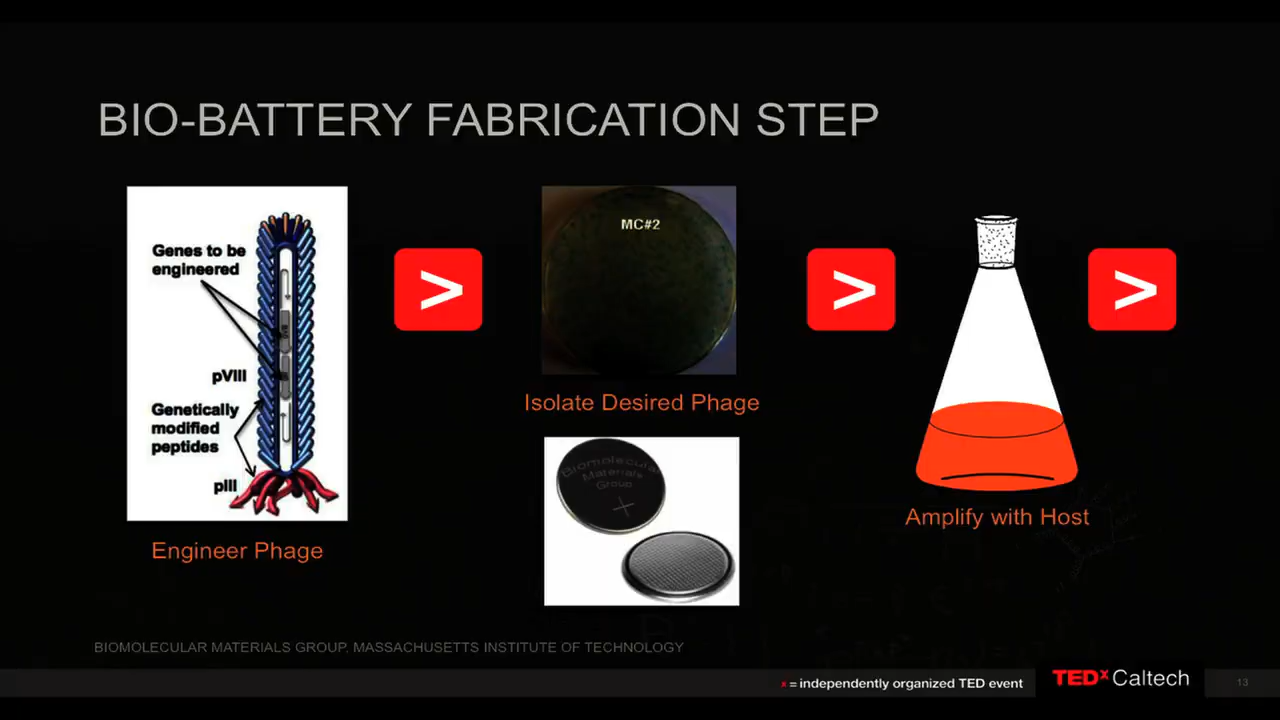 BIO-BATTERY FABRICATION STEP
Genes to be
engineered
pVIII
Genetically
modified
peptides
pIII
Engineer Phage
>
MC#2
Isolate Desired Phage
Biomolecular
Materials
Group
+
>
Amplify with Host
>
BIOMOLECULAR MATERIALS GROUP, MASSACHUSETTS INSTITUTE OF TECHNOLOGY
x = independently organized TED event
TEDx Caltech
13